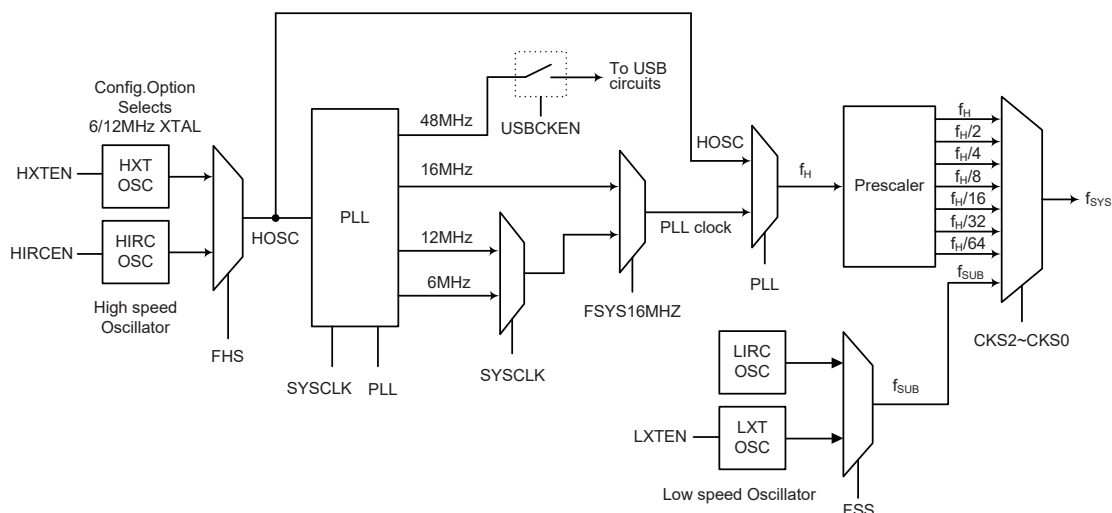 Config.Option
Selects
6/12MHz XTAL
HXTEN
HXT
OSC
HIRCEN
HIRC
OSC
High speed
Oscillator
FHS
HOSC
PLL
SYSCLK
PLL
48MHz
16MHz
12MHz
6MHz
USBCKEN
To USB
circuits
SYSCLK
FSYS16MHZ
PLL clock
HOSC
PLL
fH
Prescaler
fH
fH/2
fH/4
fH/8
fH/16
fH/32
fH/64
fSUB
CKS2~CKS0
fSYS
LIRC
OSC
LXTEN
LXT
OSC
fSUB
Low speed Oscillator
FSS